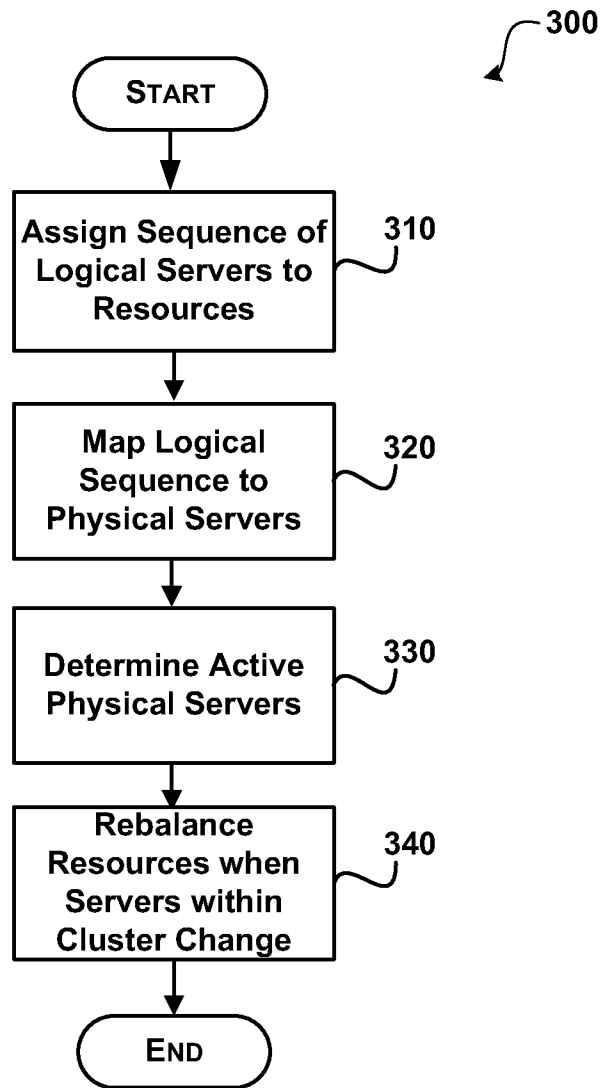 300
START
Assign Sequence of
Logical Servers to
Resources
310
Map Logical
Sequence to
Physical Servers
320
Determine Active
Physical Servers
330
Rebalance
Resources when
Servers within
Cluster Change
340
END